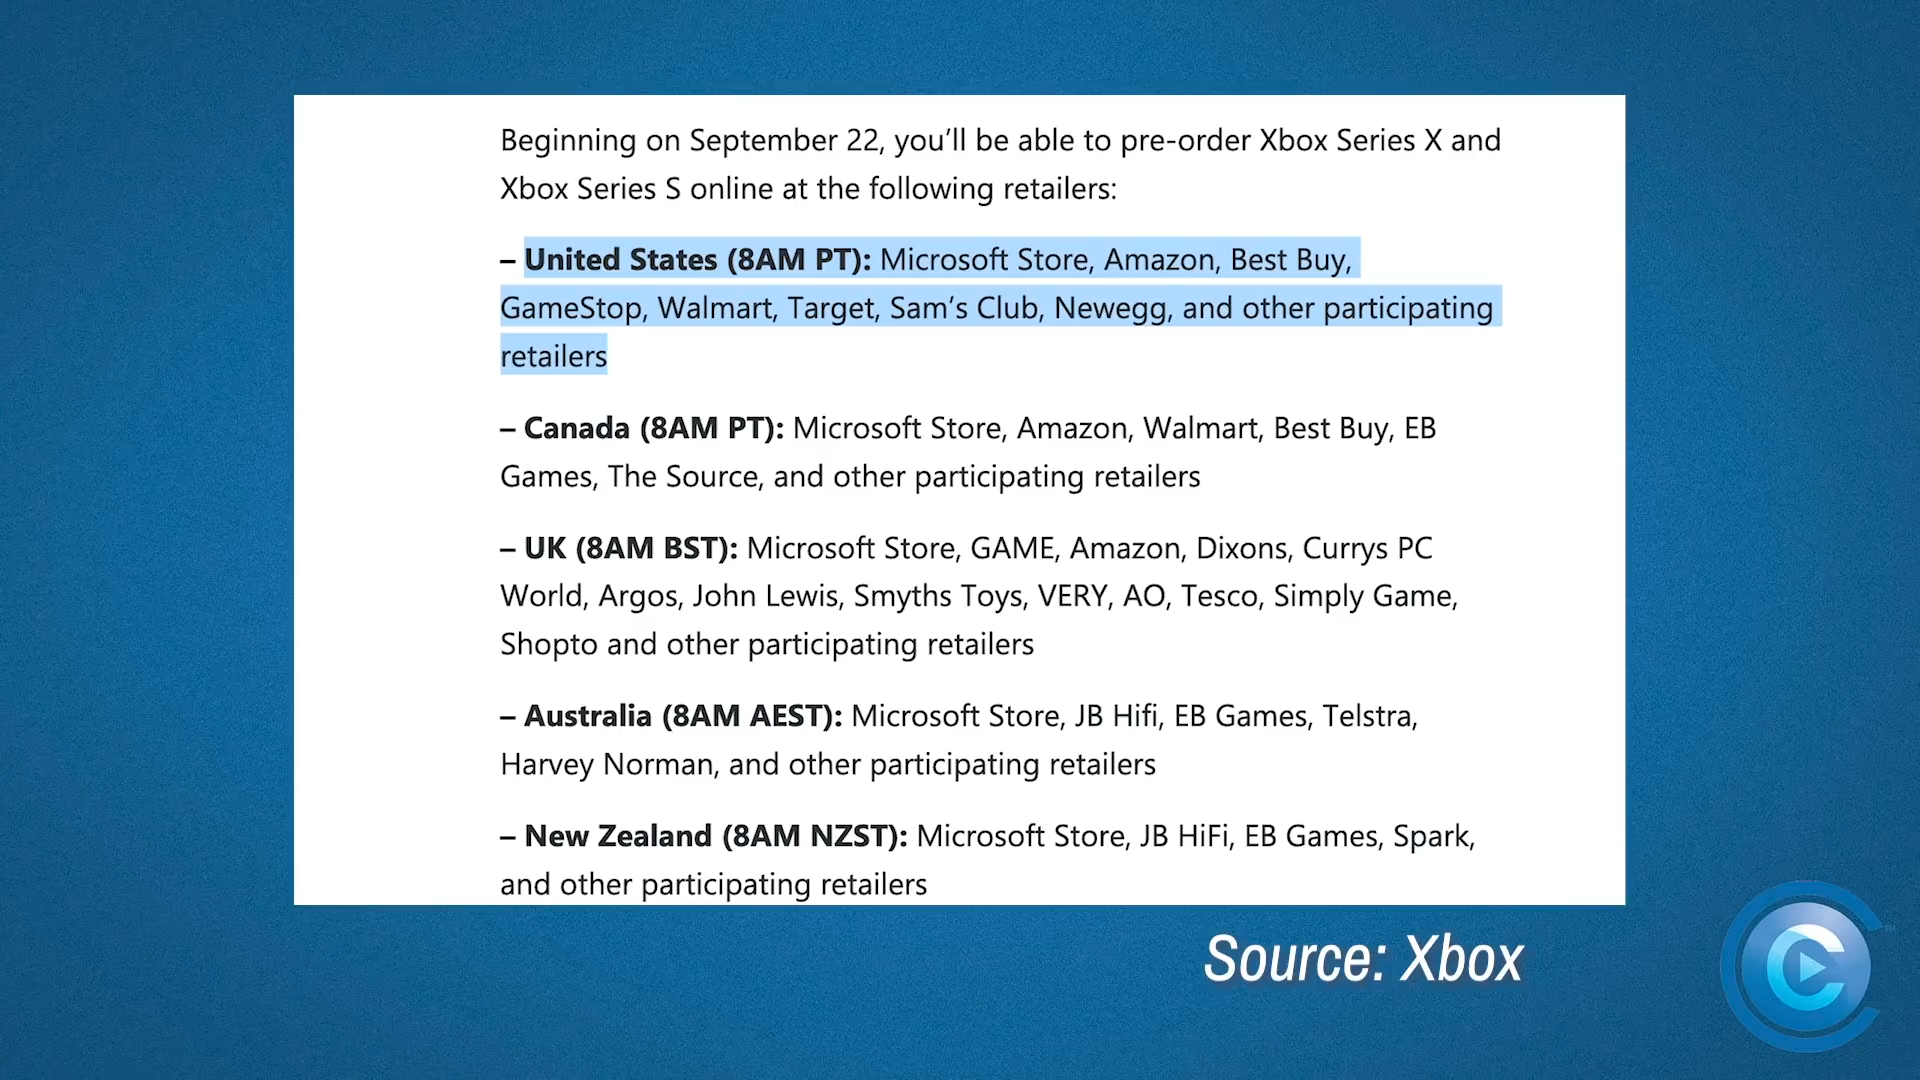 Beginning on September 22, you’ll be able to pre-order Xbox Series X and
Xbox Series S online at the following retailers:
– United States (8AM PT): Microsoft Store, Amazon, Best Buy,
GameStop, Walmart, Target, Sam’s Club, Newegg, and other participating
retailers
– Canada (8AM PT): Microsoft Store, Amazon, Walmart, Best Buy, EB
Games, The Source, and other participating retailers
– UK (8AM BST): Microsoft Store, GAME, Amazon, Dixons, Currys PC
World, Argos, John Lewis, Smyths Toys, VERY, AO, Tesco, Simply Game,
Shopto and other participating retailers
– Australia (8AM AEST): Microsoft Store, JB Hifi, EB Games, Telstra,
Harvey Norman, and other participating retailers
– New Zealand (8AM NZST): Microsoft Store, JB HiFi, EB Games, Spark,
and other participating retailers
Source: Xbox
TM